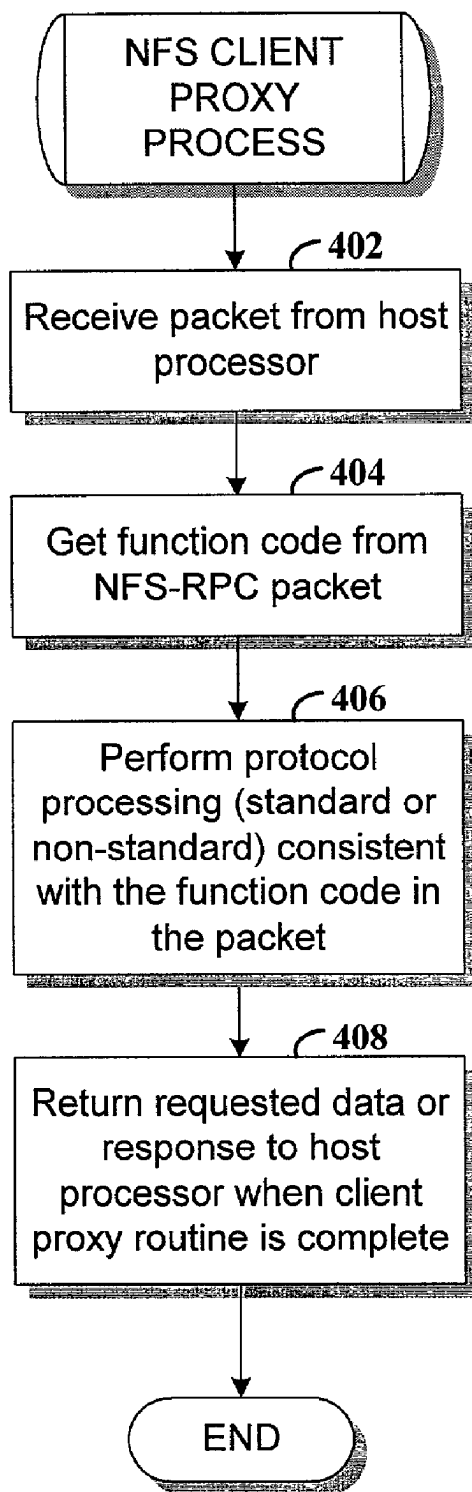 NFS CLIENT
PROXY
PROCESS
402
Receive packet from host
processor
404
Get function code from
NFS-RPC packet
406
Perform protocol
processing (standard or
non-standard) consistent
with the function code in
the packet
408
Return requested data or
response to host
processor when client
proxy routine is complete
END